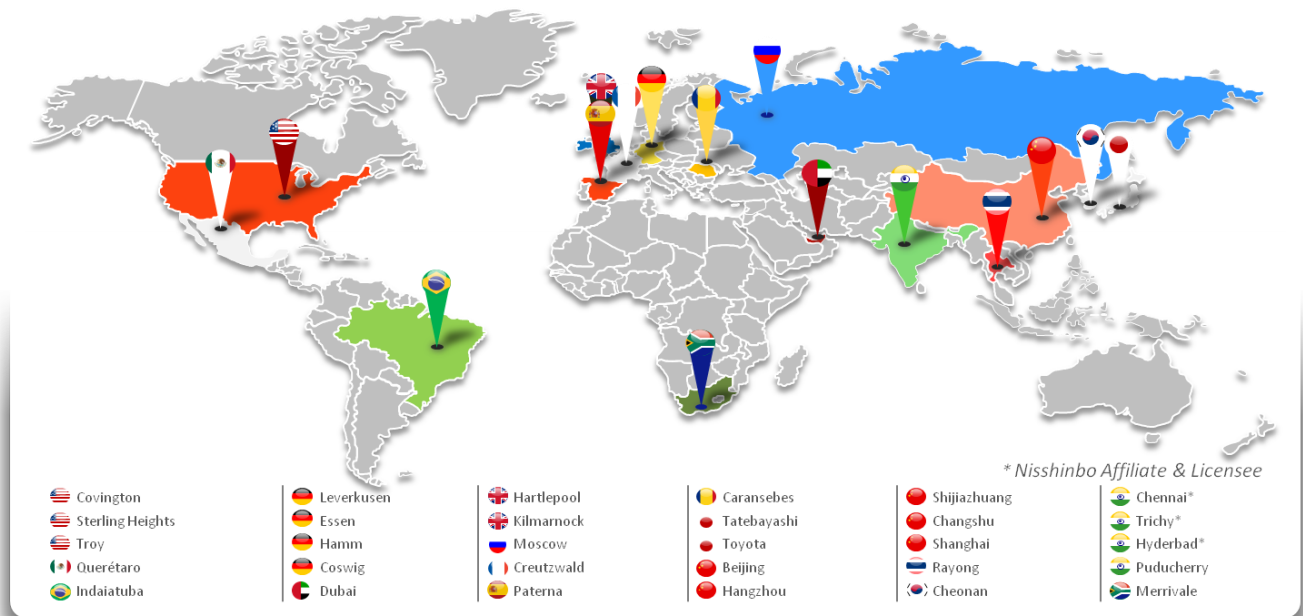 * Nisshinbo Affiliate & Licensee
Covington
Sterling Heights
Troy
Querétaro
Indaiatuba
Leverkusen
Essen
Hamm
Coswig
Dubai
Hartlepool
Kilmarnock
Moscow
Creutzwald
Paterna
Caransebes
Tatebayashi
Toyota
Beijing
Hangzhou
Shijiazhuang
Changshu
Shanghai
Rayong
Cheonan
Chennai*
Trichy*
Hyderbad*
Puducherry
Merrivale